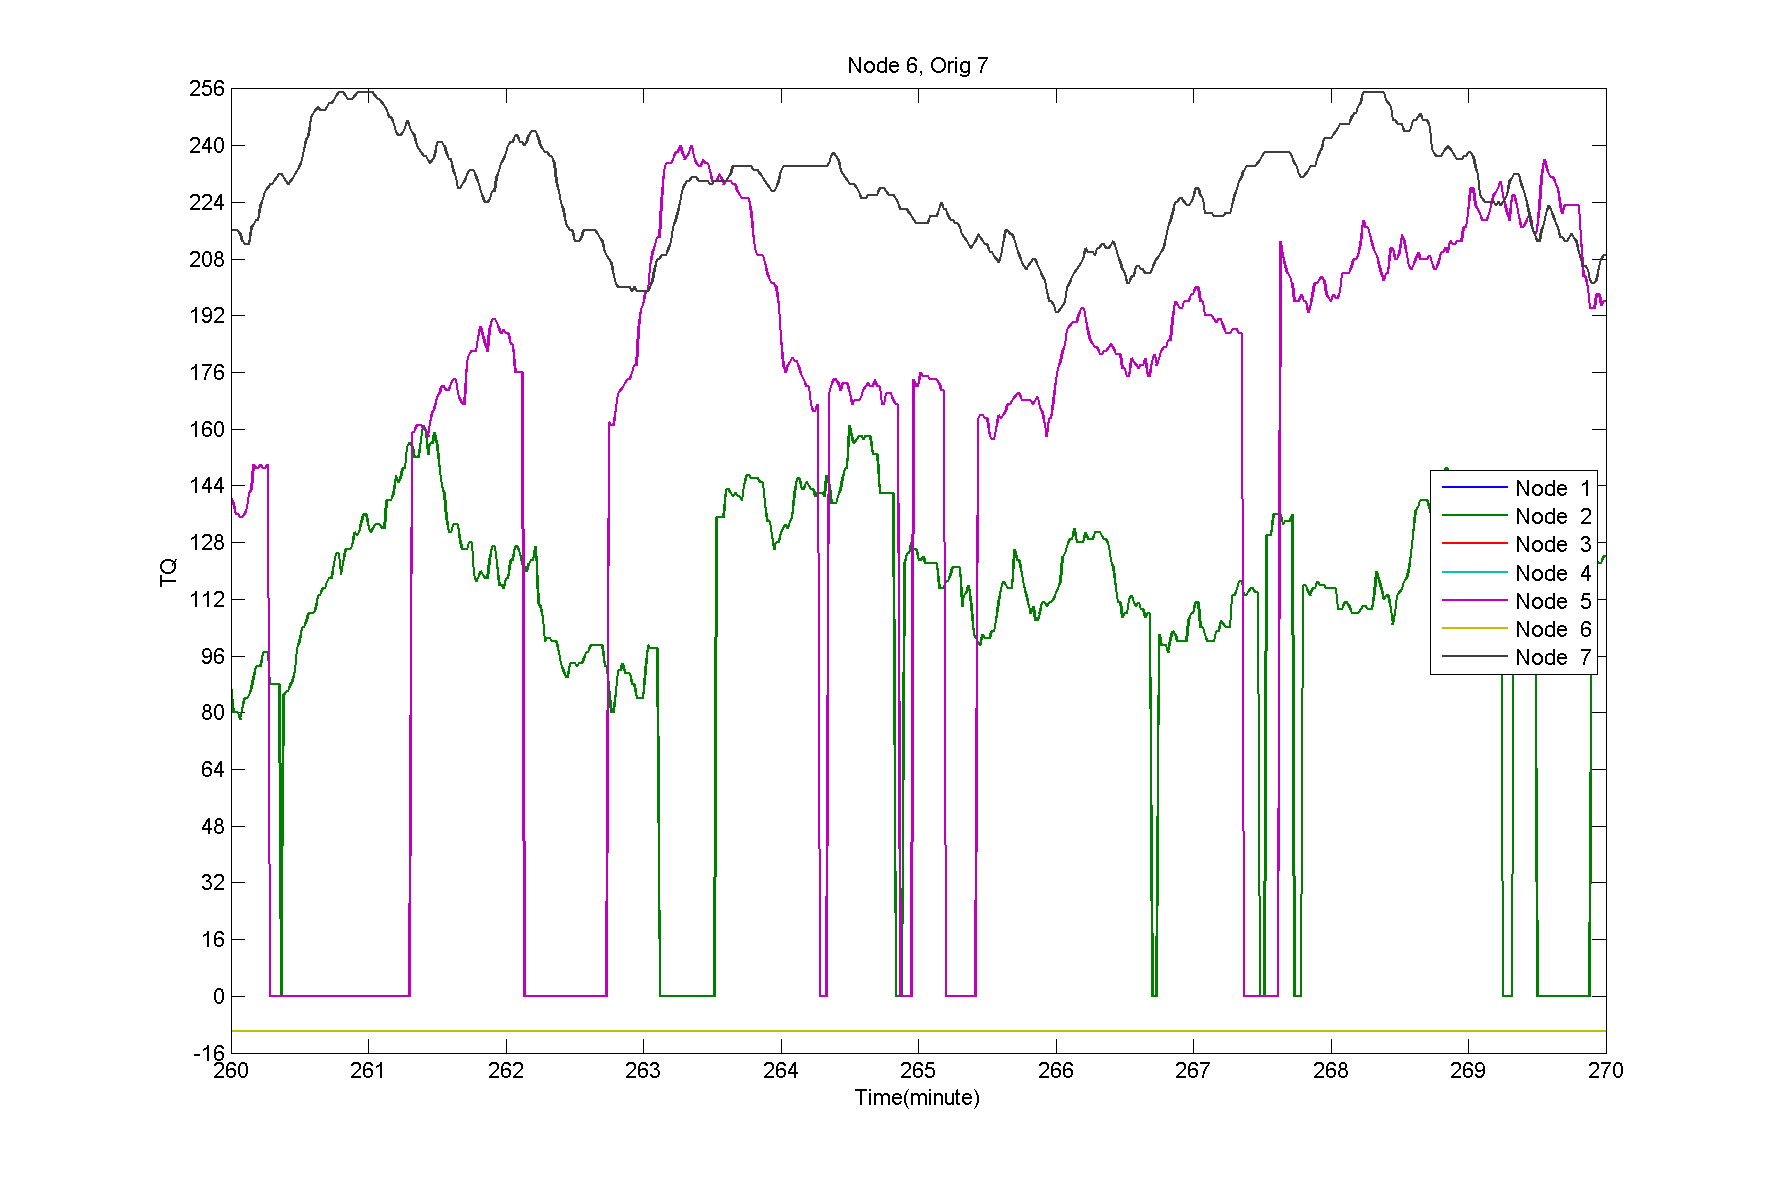 Node 6, Orig 7
256
240
224
208
192
176
160
144
128
112
96
80
64
48
32
16
0
-16
TQ
Node 1
Node 2
Node 3
Node 4
Node 5
Node 6
Node 7
260 261 262 263 264 265 266 267 268 269 270
Time(minute)